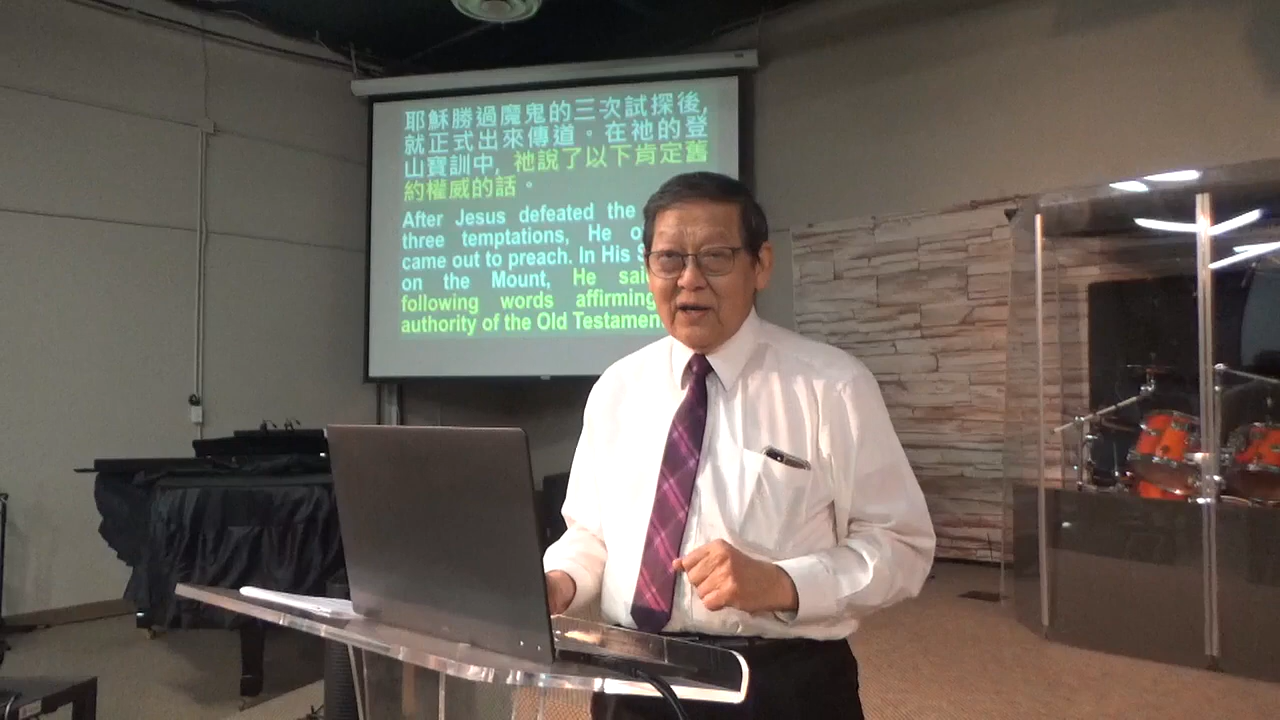 耶穌勝過魔鬼的三次試探後,
就正式出來傳道。在祂的登
山寶訓中, 祂說了以下肯定舊
約權威的話。
After Jesus defeated the
three temptations, He
came out to preach. In His
on the Mount, He
following words affirming
authority of the Old